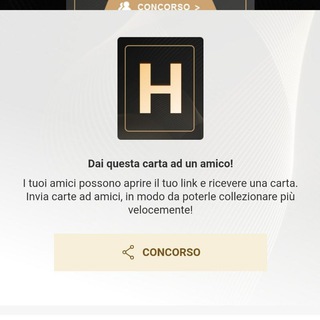 CONCORSO >
H
Dai questa carta ad un amico!
I tuoi amici possono aprire il tuo link e ricevere una carta.
Invia carte ad amici, in modo da poterle collezionare più
velocemente!
CONCORSO